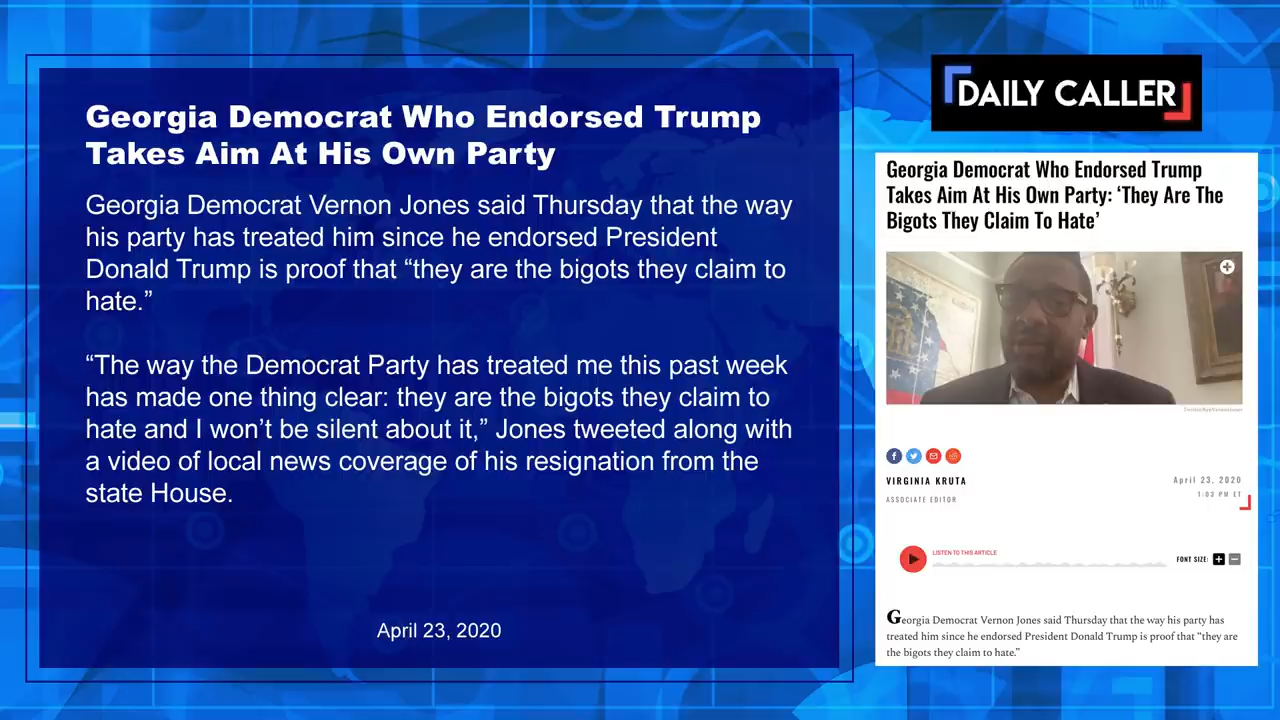 Georgia Democrat Who Endorsed Trump
Takes Aim At His Own Party
Georgia Democrat Vernon Jones said Thursday that the way
his party has treated him since he endorsed President
Donald Trump is proof that “they are the bigots they claim to
hate.”
“The way the Democrat Party has treated me this past week
has made one thing clear: they are the bigots they claim to
hate and I won’t be silent about it,” Jones tweeted along with
a video of local news coverage of his resignation from the
state House.
April 23, 2020
DAILY CALLER
Georgia Democrat Who Endorsed Trump
Takes Aim At His Own Party: ‘They Are The
Bigots They Claim To Hate’
VIRGINIA KRUTA
ASSOCIATE EDITOR
April 23, 2020
1:03 PM ET
LISTEN TO THIS ARTICLE
FONT SIZE:
Georgia Democrat Vernon Jones said Thursday that the way his party has
treated him since he endorsed President Donald Trump is proof that “they are
the bigots they claim to hate.”